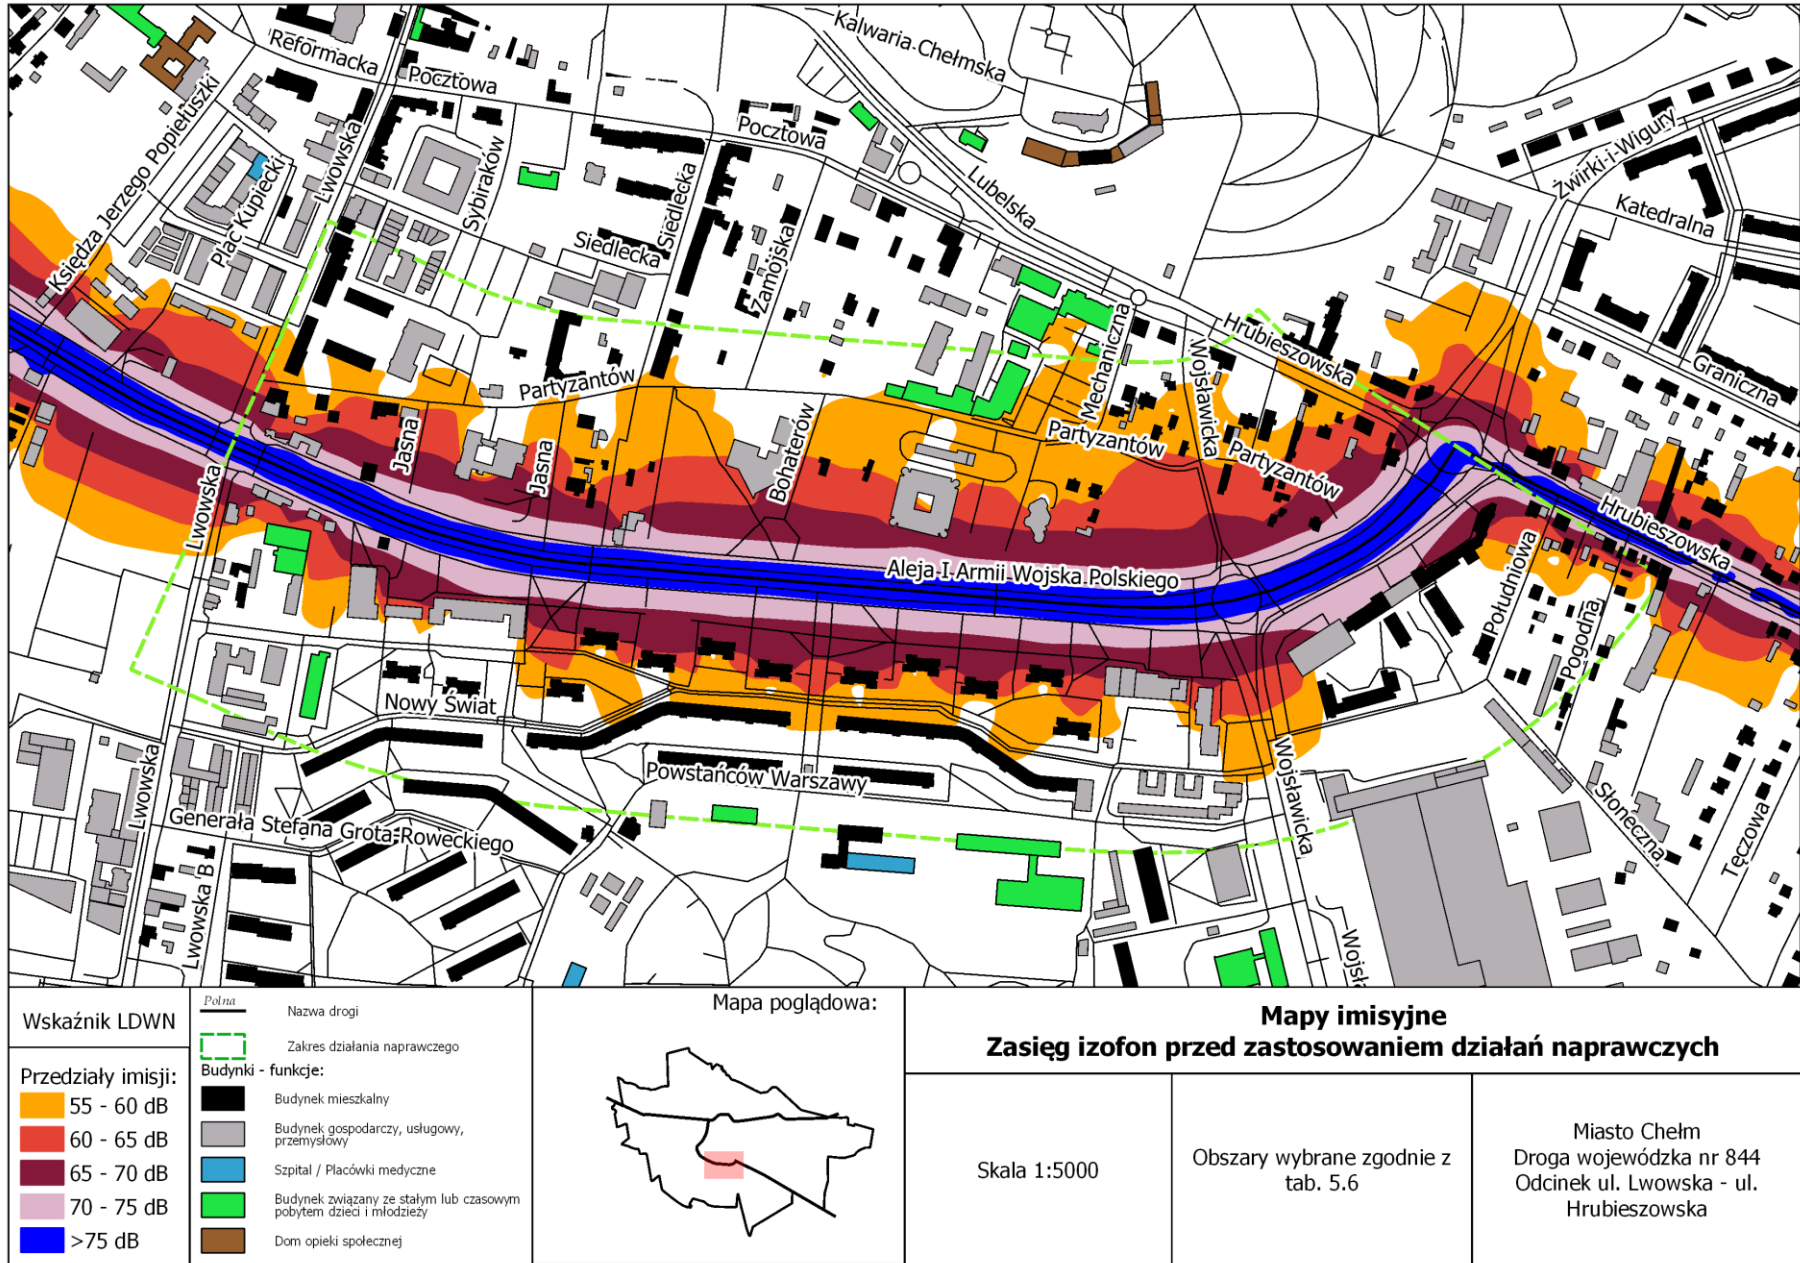 Kalwaria Chełmska
Reformacka
Pocztowa
Pocztowa
Księdza Jerzego Popiełuszki
Plac Kupiecki
Lwowska
Sybiraków
Siedlecka
Siedlecka
Zamojska
Lubelska
Żwirki-i-Wigury
Katedralna
Mechaniczna
Hrubieszowska
Wojsławicka
Graniczna
Partyzantów
Partyzantów
Partyzantów
Jasna
Jasna
Bohaterów
Lwowska
Aleja I Armii Wojska Polskiego
Hrubieszowska
Południowa
Pogodna
Nowy Świat
Powstańców Warszawy
Wojsławicka
Lwowska
Generała Stefana Grota-Roweckiego
Słoneczna
Tęczowa
Lwowska B
Wojsła
Wskaźnik LDWN
Przedziały imisji:
55 - 60 dB
60 - 65 dB
65 - 70 dB
70 - 75 dB
>75 dB
Polna
Nazwa drogi
Zakres działania naprawczego
Budynki - funkcje:
Budynek mieszkalny
Budynek gospodarczy, usługowy,
przemysłowy
Szpital / Placówki medyczne
Budynek związany ze stałym lub czasowym
pobytem dzieci i młodzieży
Dom opieki społecznej
Mapa poglądowa:
Mapy imisyjne
Zasięg izofon przed zastosowaniem działań naprawczych
Skala 1:5000
Obszary wybrane zgodnie z
tab. 5.6
Miasto Chełm
Droga wojewódzka nr 844
Odcinek ul. Lwowska - ul.
Hrubieszowska